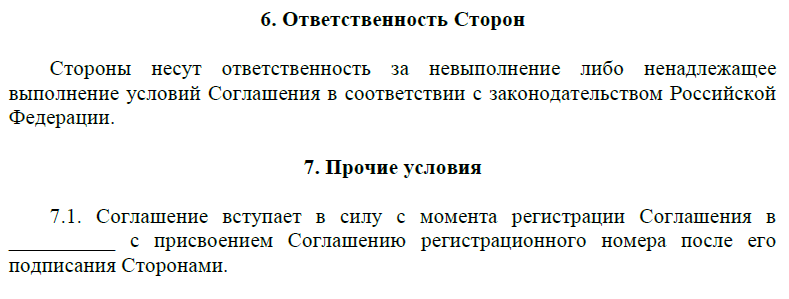 6. Ответственность Сторон
Стороны несут ответственность за невыполнение либо ненадлежащее
выполнение условий Соглашения в соответствии с законодательством Российской
Федерации.
7. Прочие условия
7.1. Соглашение вступает в силу с момента регистрации Соглашения в
__________ с присвоением Соглашению регистрационного номера после его
подписания Сторонами.